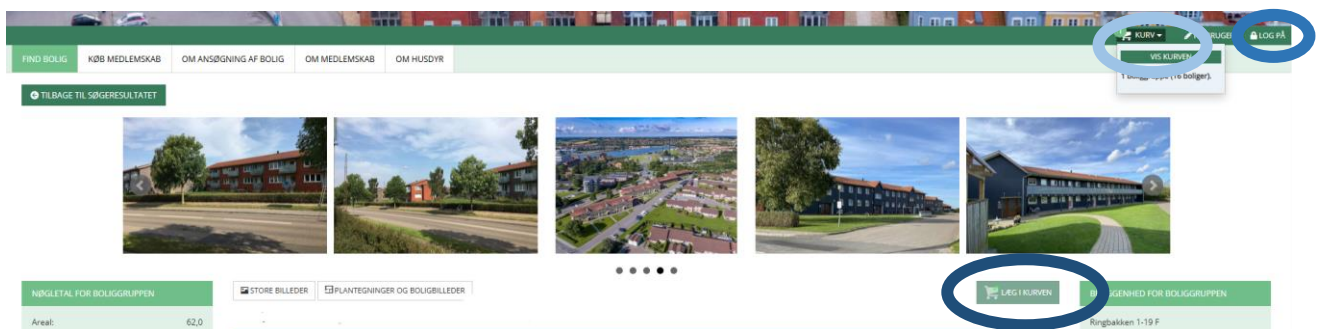 KURV
LOG PÅ
FIND BOLIG KØB MEDLEMSKAB OM ANSØGNING AF BOLIG OM MEDLEMSKAB OM HUSDYR
VIS KURVEN
(16 boliger).
TILBAGE TIL SØGERESULTATET
NØGLETAL FOR BOLIGGRUPPEN
STORE BILLEDER PLANTEGNINGER OG BOLIGBILLEDER
LÆG I KURVEN
FOR BOLIGGRUPPEN
Areal: 62,0
Ringbakken 1-19 F